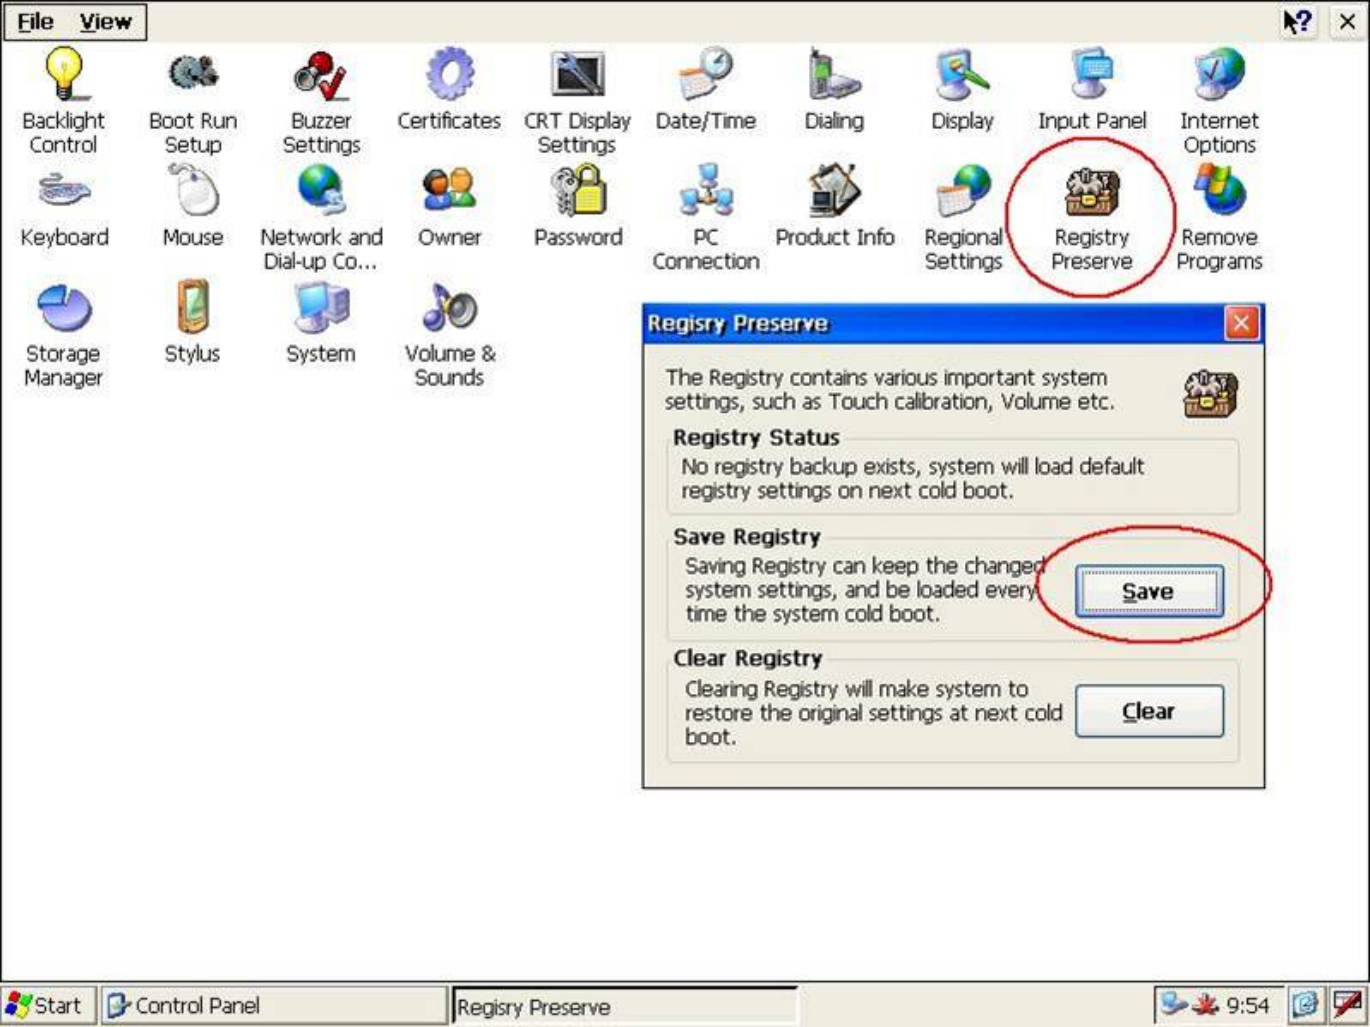 File View
Backlight Control
Boot Run Setup
Buzzer Settings
Certificates
CRT Display Settings
Date/Time
Dialing
Display
Input Panel
Internet Options
Keyboard
Mouse
Network and Dial-up Co...
Owner
Password
PC Connection
Product Info
Regional Settings
Registry Preserve
Remove Programs
Storage Manager
Stylus
System
Volume & Sounds
Regisry Preserve
The Registry contains various important system
settings, such as Touch calibration, Volume etc.
Registry Status
No registry backup exists, system will load default
registry settings on next cold boot.
Save Registry
Saving Registry can keep the changed
system settings, and be loaded every
time the system cold boot.
Save
Clear Registry
Clearing Registry will make system to
restore the original settings at next cold
boot.
Clear
Start
Control Panel
Regisry Preserve
9:54